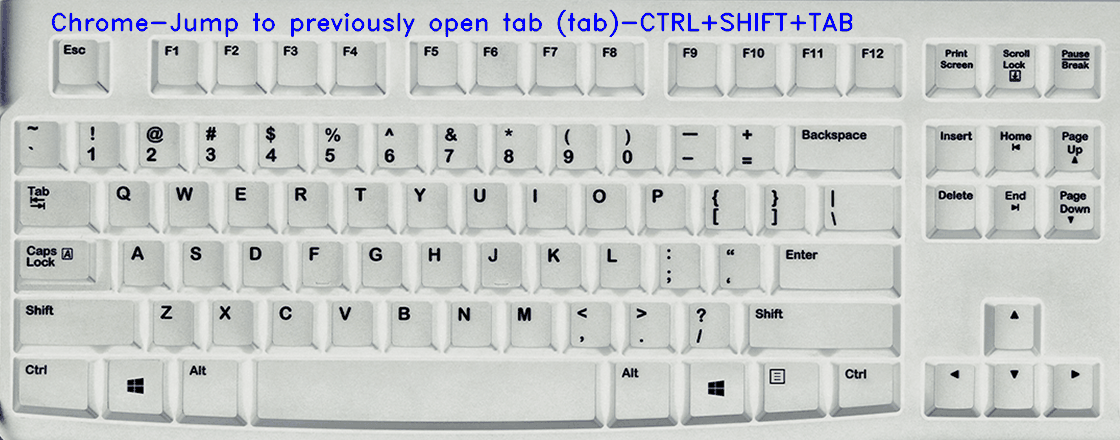 Chrome-Jump to previously open tab (tab)-CTRL+SHIFT+TAB
Esc F1 F2 F3 F4 F5 F6 F7 F8 F9 F10 F11 F12 Print Screen Scroll Lock Pause Break
~ ! @ # $ % ^ & * ( ) — + Backspace Insert Home Page Up
` 1 2 3 4 5 6 7 8 9 0 - =
Tab Q W E R T Y U I O P { } | Delete End Page Down
[ ] \
Caps Lock A S D F G H J K L : “ Enter
; ‘
Shift Z X C V B N M < > ? Shift
, . /
Ctrl Alt Alt Ctrl